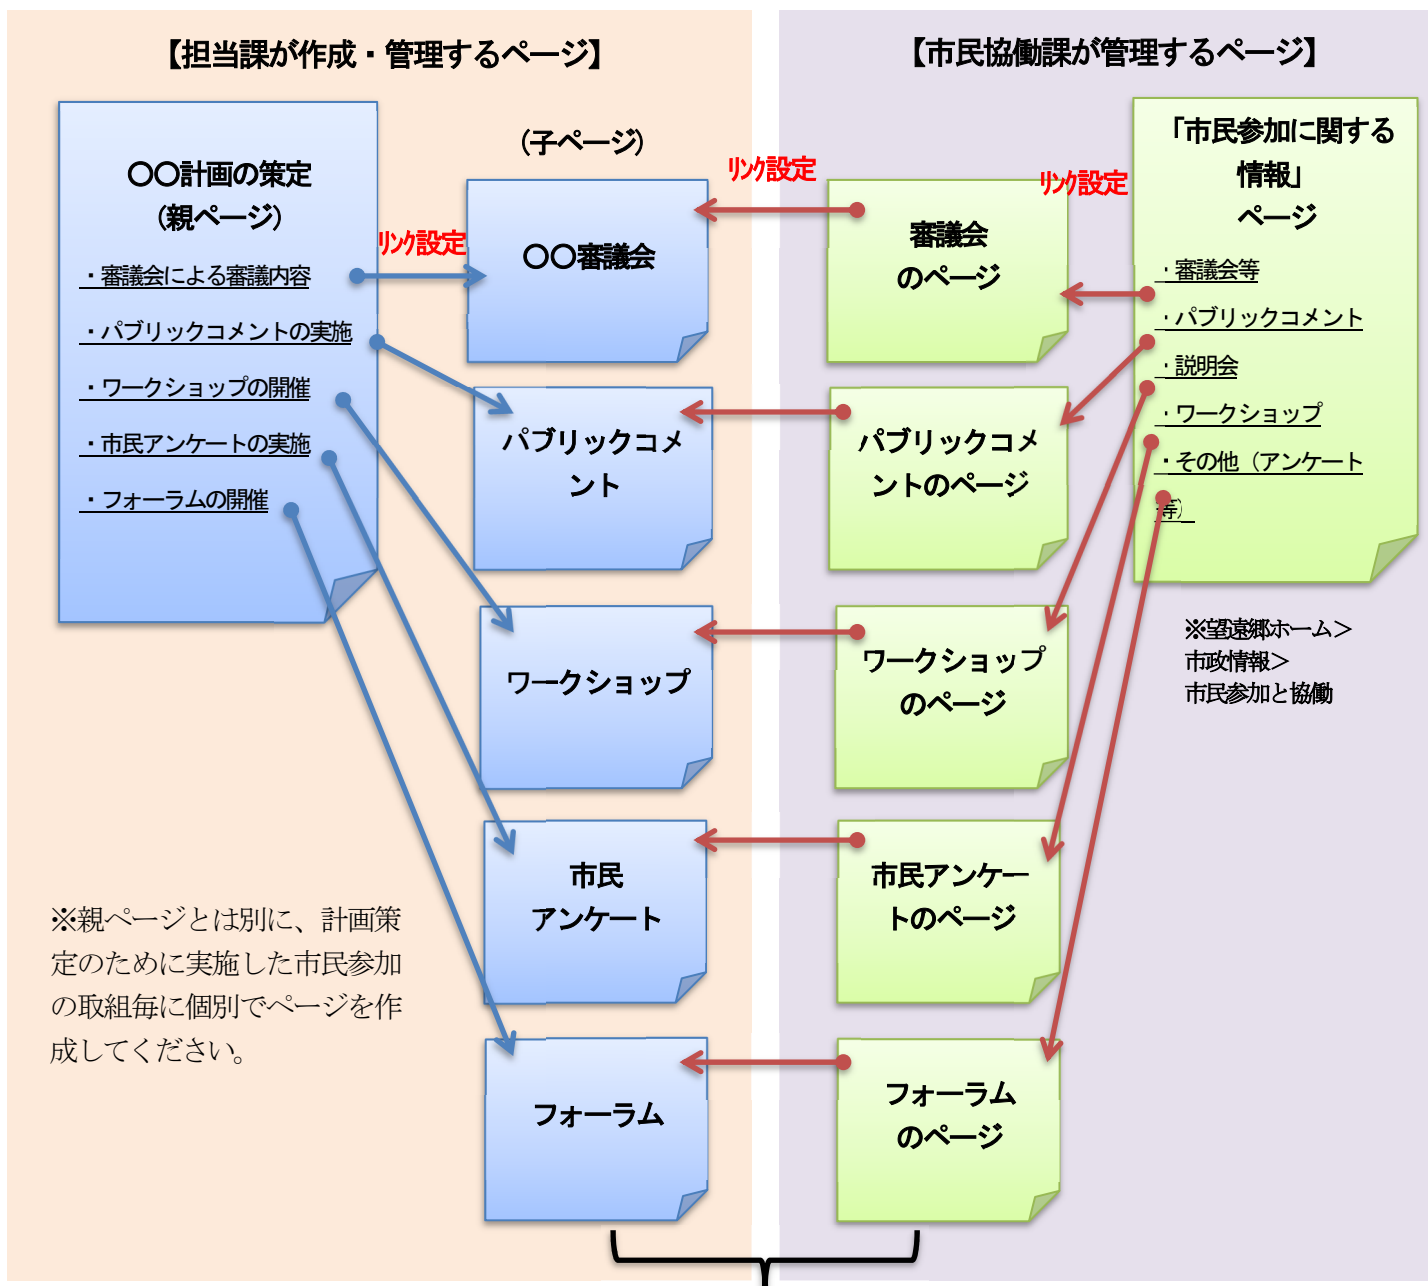 【担当課が作成・管理するページ】
〇〇計画の策定
（親ページ）
・審議会による審議内容
・パブリックコメントの実施
・ワークショップの開催
・市民アンケートの実施
・フォーラムの開催
リンク設定
（子ページ）
〇〇審議会
パブリックコメ
ント
ワークショップ
市民
アンケート
フォーラム
※親ページとは別に、計画策
定のために実施した市民参加
の取組毎に個別でページを作
成してください。
リンク設定
【市民協働課が管理するページ】
審議会
のページ
パブリックコメ
ントのページ
ワークショップ
のページ
市民アンケー
トのページ
フォーラム
のページ
リンク設定
「市民参加に関する
情報」
ページ
・審議会等
・パブリックコメント
・説明会
・ワークショップ
・その他（アンケート
等）
※望遠郷ホーム＞
市政情報＞
市民参加と協働